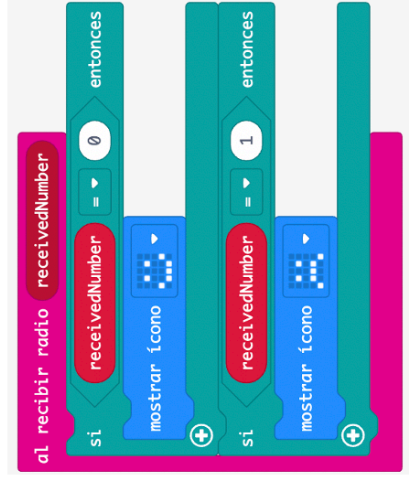 al recibir radio receivedNumber
si receivedNumber = 0 entonces
mostrar ícono
si receivedNumber = 1 entonces
mostrar ícono